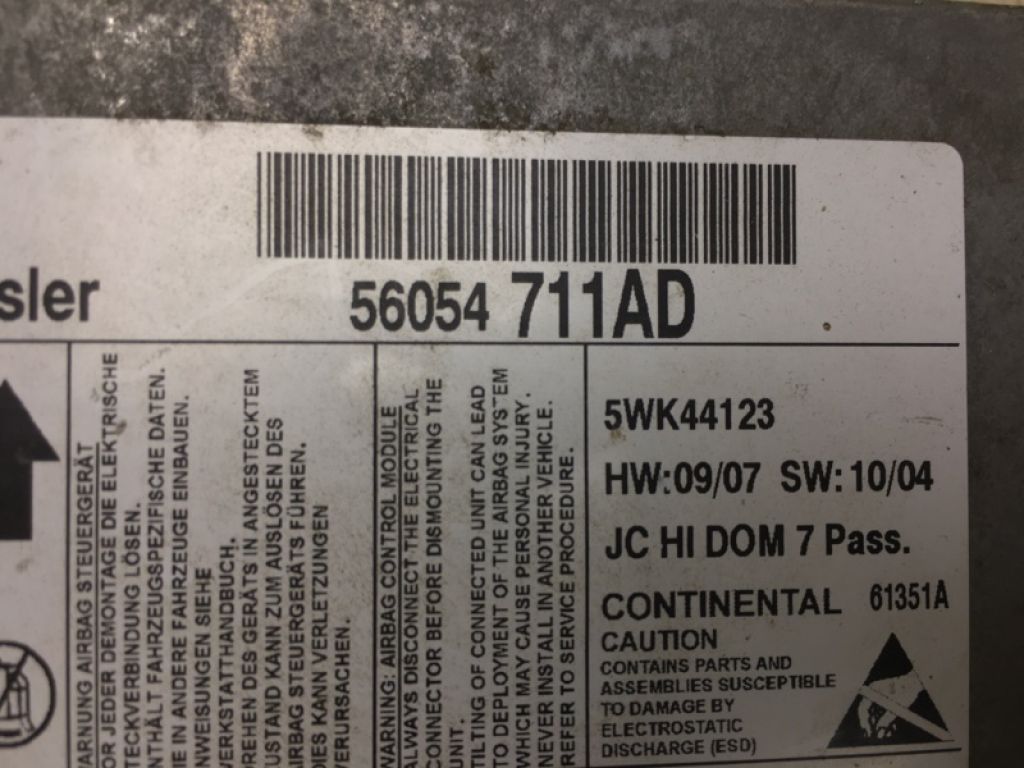 sler
56054 711AD
WARNUNG AIRBAG STEUERGERÄT
OR JEDER DEMONTAGE DIE ELEKTRISCHE
TECKVERBINDUNG LÖSEN.
NTHÄLT FAHRZEUGSPEZIFISCHE DATEN.
IE IN ANDERE FAHRZEUGE EINBAUEN.
NWEISUNGEN SIEHE
WERKSTATTHANDBUCH.
DREHEN DES GERÄTS IN ANGESTECKTEM
ZUSTAND KANN ZUM AUSLÖSEN DES
AIRBAG STEUERGERÄTS FÜHREN.
DIES KANN VERLETZUNGEN
VERURSACHEN.
WARNING: AIRBAG CONTROL MODULE
ALWAYS DISCONNECT THE ELECTRICAL
CONNECTOR BEFORE DISMOUNTING THE
UNIT.
TILTING OF CONNECTED UNIT CAN LEAD
TO DEPLOYMENT OF THE AIRBAG SYSTEM
WHICH MAY CAUSE PERSONAL INJURY.
NEVER INSTALL IN ANOTHER VEHICLE.
REFER TO SERVICE PROCEDURE.
5WK44123
HW:09/07 SW:10/04
JC HI DOM 7 Pass.
CONTINENTAL 61351A
CAUTION
CONTAINS PARTS AND
ASSEMBLIES SUSCEPTIBLE
TO DAMAGE BY
ELECTROSTATIC
DISCHARGE (ESD)